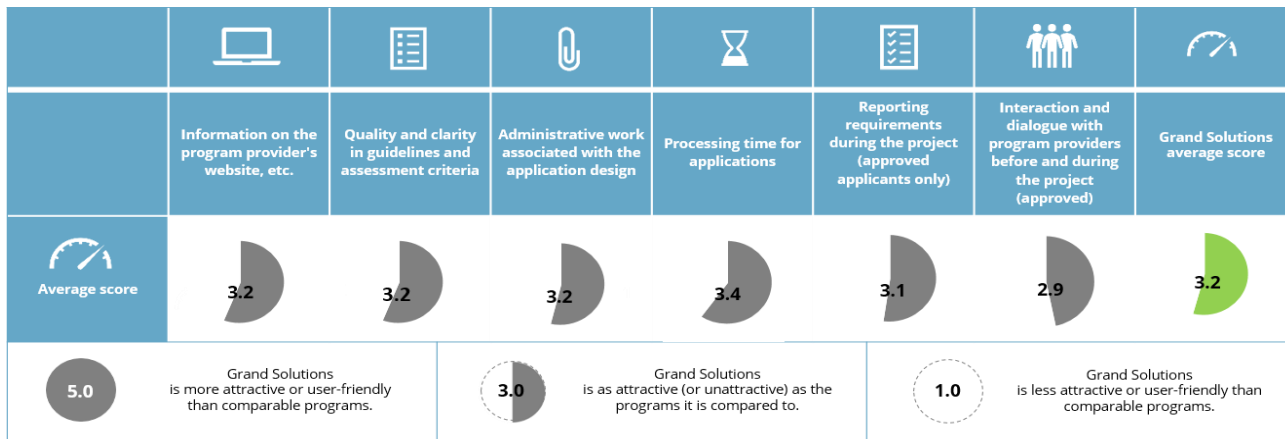 Information on the
program provider's
website, etc.
Quality and clarity
in guidelines and
assessment criteria
Administrative work
associated with the
application design
Processing time for
applications
Reporting
requirements
during the project
(approved
applicants only)
Interaction and
dialogue with
program providers
before and during
the project
(approved)
Grand Solutions
average score
Average score
3.2
3.2
3.2
3.4
3.1
2.9
3.2
5.0
Grand Solutions
is more attractive or user-friendly
than comparable programs.
3.0
Grand Solutions
is as attractive (or unattractive) as the
programs it is compared to.
1.0
Grand Solutions
is less attractive or user-friendly than
comparable programs.